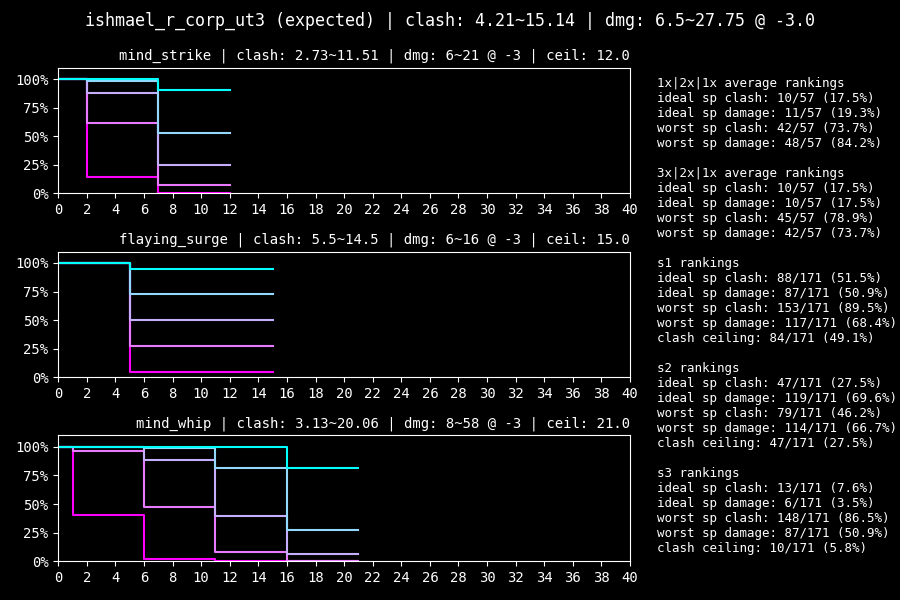 ishmael_r_corp_ut3 (expected) | clash: 4.21~15.14 | dmg: 6.5~27.75 @ -3.0
mind_strike | clash: 2.73~11.51 | dmg: 6~21 @ -3 | ceil: 12.0
100%
75%
50%
25%
0%
0 2 4 6 8 10 12 14 16 18 20 22 24 26 28 30 32 34 36 38 40
flaying_surge | clash: 5.5~14.5 | dmg: 6~16 @ -3 | ceil: 15.0
100%
75%
50%
25%
0%
0 2 4 6 8 10 12 14 16 18 20 22 24 26 28 30 32 34 36 38 40
mind_whip | clash: 3.13~20.06 | dmg: 8~58 @ -3 | ceil: 21.0
100%
75%
50%
25%
0%
0 2 4 6 8 10 12 14 16 18 20 22 24 26 28 30 32 34 36 38 40
1x|2x|1x average rankings
ideal sp clash: 10/57 (17.5%)
ideal sp damage: 11/57 (19.3%)
worst sp clash: 42/57 (73.7%)
worst sp damage: 48/57 (84.2%)
3x|2x|1x average rankings
ideal sp clash: 10/57 (17.5%)
ideal sp damage: 10/57 (17.5%)
worst sp clash: 45/57 (78.9%)
worst sp damage: 42/57 (73.7%)
s1 rankings
ideal sp clash: 88/171 (51.5%)
ideal sp damage: 87/171 (50.9%)
worst sp clash: 153/171 (89.5%)
worst sp damage: 117/171 (68.4%)
clash ceiling: 84/171 (49.1%)
s2 rankings
ideal sp clash: 47/171 (27.5%)
ideal sp damage: 119/171 (69.6%)
worst sp clash: 79/171 (46.2%)
worst sp damage: 114/171 (66.7%)
clash ceiling: 47/171 (27.5%)
s3 rankings
ideal sp clash: 13/171 (7.6%)
ideal sp damage: 6/171 (3.5%)
worst sp clash: 148/171 (86.5%)
worst sp damage: 87/171 (50.9%)
clash ceiling: 10/171 (5.8%)